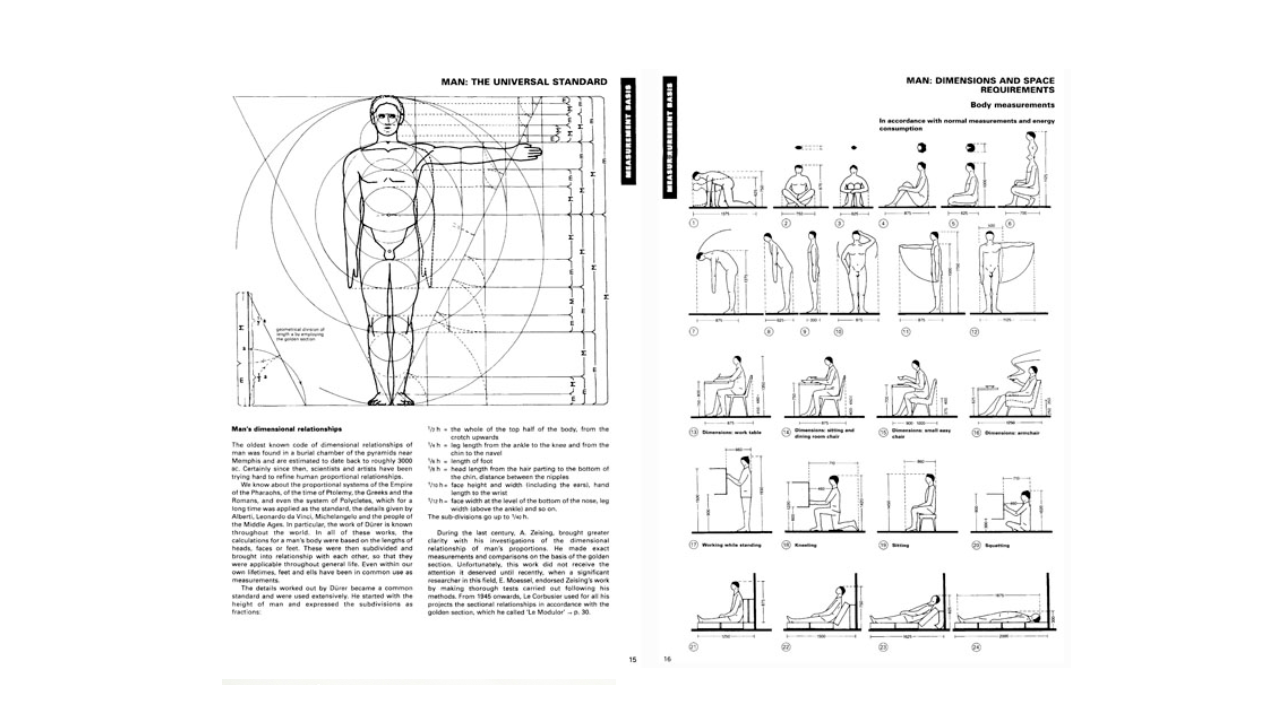 MAN: THE UNIVERSAL STANDARD
MEASUREMENT BASIS
geometrical division of
length a by employing
the golden section
Man's dimensional relationships
The oldest known code of dimensional relationships of
man was found in a burial chamber of the pyramids near
Memphis and are estimated to date back to roughly 3000
BC. Certainly since then, scientists and artists have been
trying hard to refine human proportional relationships.
We know about the proportional systems of the Empire
of the Pharaohs, of the time of Ptolemy, the Greeks and the
Romans, and even the system of Polycletes, which for a
long time was applied as the standard, the details given by
Alberti, Leonardo da Vinci, Michelangelo and the people of
the Middle Ages. In particular, the work of Dürer is known
throughout the world. In all of these works, the
calculations for a man's body were based on the lengths of
heads, faces or feet. These were then subdivided and
brought into relationship with each other, so that they
were applicable throughout general life. Even within our
own lifetimes, feet and ells have been in common use as
measurements.
The details worked out by Dürer became a common
standard and were used extensively. He started with the
height of man and expressed the subdivisions as
fractions:
1/2 h = the whole of the top half of the body, from the
crotch upwards
1/4 h = leg length from the ankle to the knee and from the
chin to the navel
1/6 h = length of foot
1/8 h = head length from the hair parting to the bottom of
the chin, distance between the nipples
1/10 h = face height and width (including the ears), hand
length to the wrist
1/12 h = face width at the level of the bottom of the nose, leg
width (above the ankle) and so on.
The sub-divisions go up to 1/40 h.
During the last century, A. Zeising, brought greater
clarity with his investigations of the dimensional
relationship of man's proportions. He made exact
measurements and comparisons on the basis of the golden
section. Unfortunately, this work did not receive the
attention it deserved until recently, when a significant
researcher in this field, E. Moessel, endorsed Zeising's work
by making thorough tests carried out following his
methods. From 1945 onwards, Le Corbusier used for all his
projects the sectional relationships in accordance with the
golden section, which he called 'Le Modulor' → p. 30.
15
MEASUREMENT BASIS
MAN: DIMENSIONS AND SPACE
REQUIREMENTS
Body measurements
In accordance with normal measurements and energy
consumption
1 2 3 4 5 6
7 8 9 10 11 12
13 Dimensions: work table
14 Dimensions: sitting and
dining room chair
15 Dimensions: small easy
chair
16 Dimensions: armchair
17 Working while standing
18 Kneeling
19 Sitting
20 Squatting
21 22 23 24
16